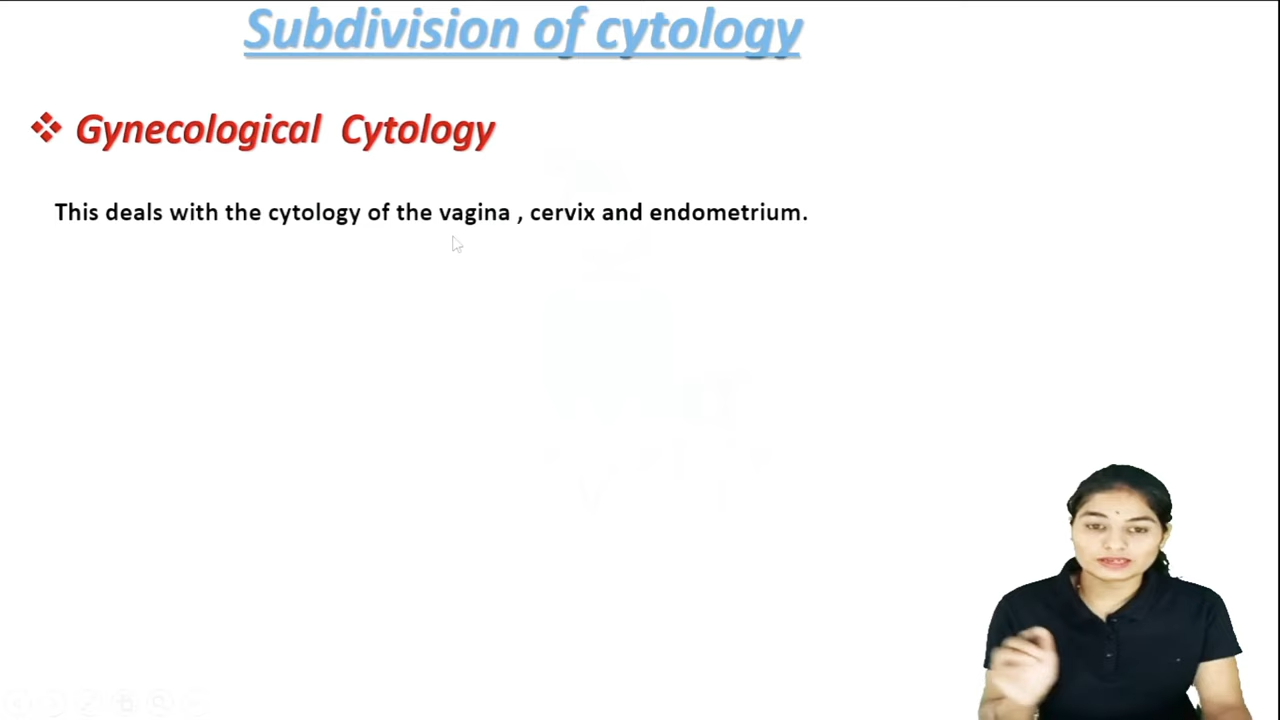 Subdivision of cytology
Gynecological Cytology
This deals with the cytology of the vagina , cervix and endometrium.